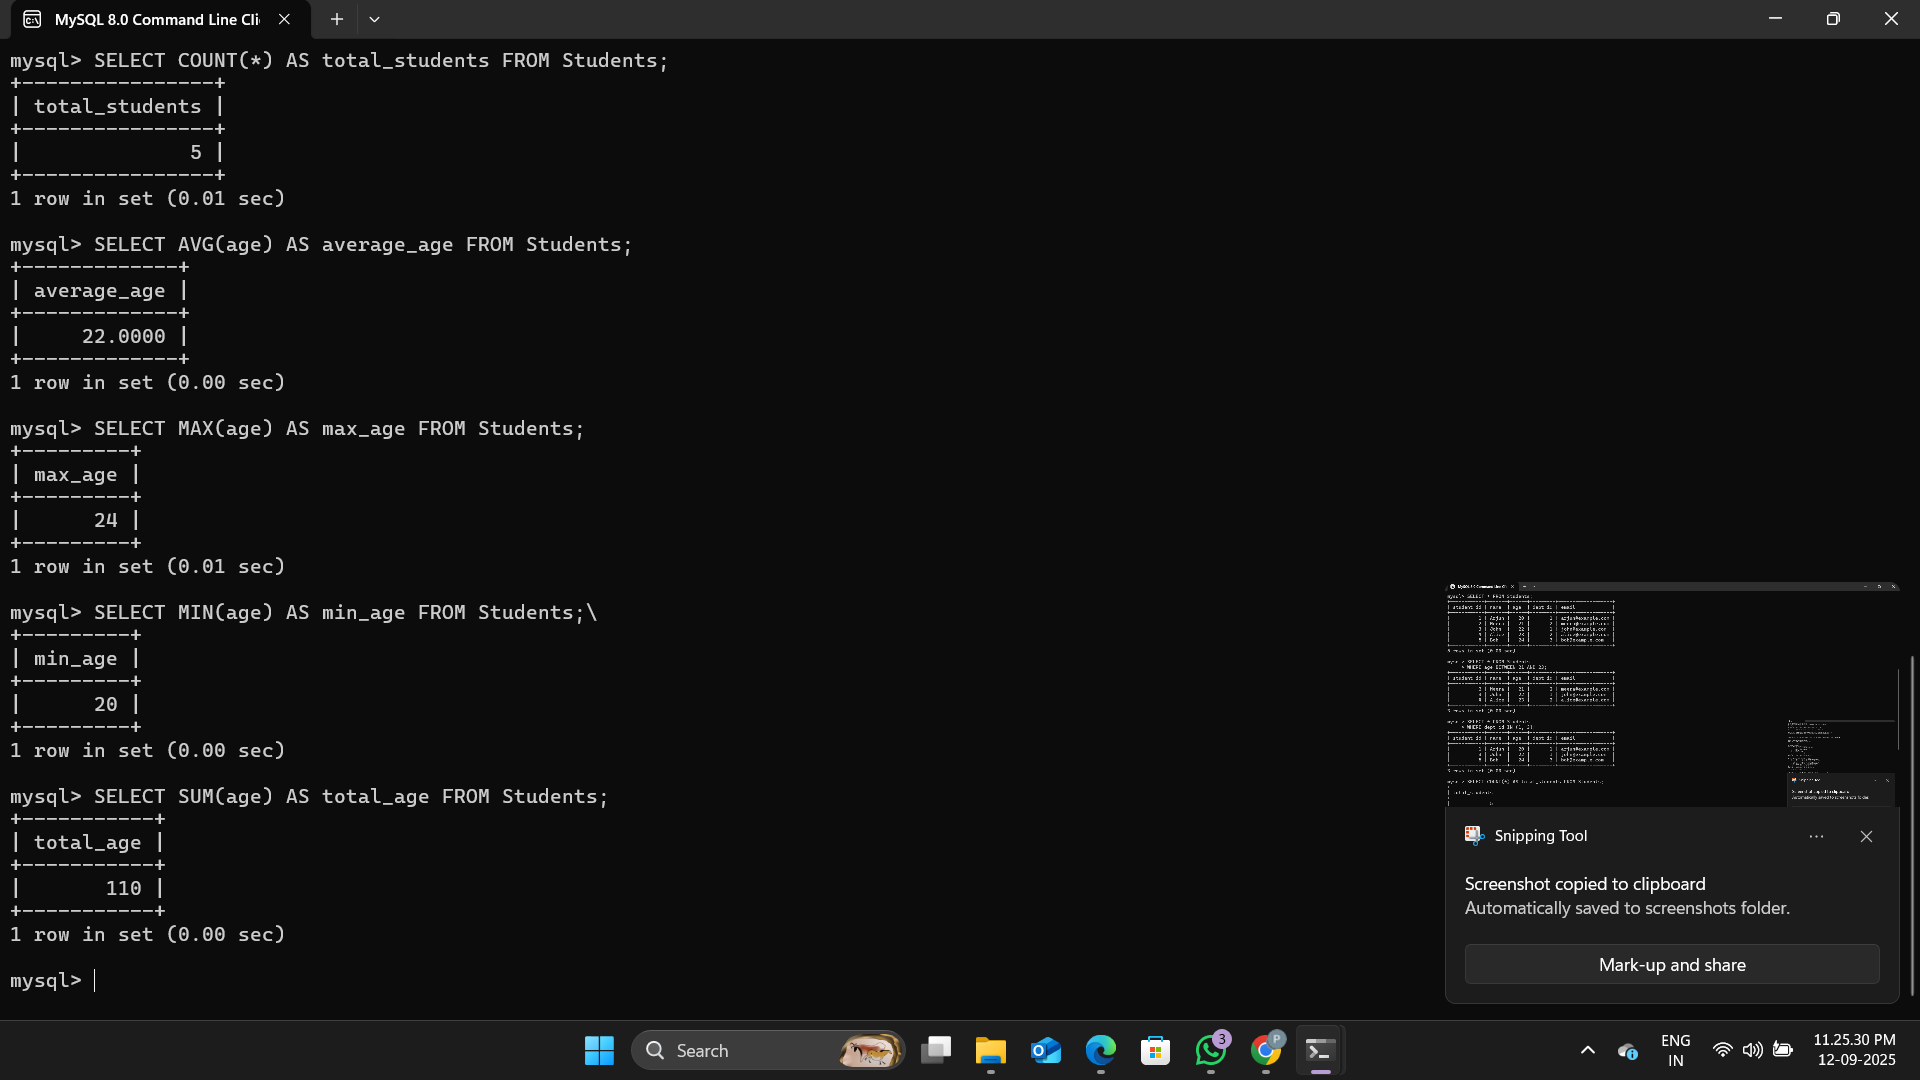 MySQL 8.0 Command Line Cli
mysql> SELECT COUNT(*) AS total_students FROM Students;
+----------------+
| total_students |
+----------------+
|              5 |
+----------------+
1 row in set (0.01 sec)
mysql> SELECT AVG(age) AS average_age FROM Students;
+-------------+
| average_age |
+-------------+
|     22.0000 |
+-------------+
1 row in set (0.00 sec)
mysql> SELECT MAX(age) AS max_age FROM Students;
+---------+
| max_age |
+---------+
|      24 |
+---------+
1 row in set (0.01 sec)
mysql> SELECT MIN(age) AS min_age FROM Students;\
+---------+
| min_age |
+---------+
|      20 |
+---------+
1 row in set (0.00 sec)
mysql> SELECT SUM(age) AS total_age FROM Students;
+-----------+
| total_age |
+-----------+
|       110 |
+-----------+
1 row in set (0.00 sec)
mysql>
Snipping Tool
Screenshot copied to clipboard
Automatically saved to screenshots folder.
Mark-up and share
Search
3
P
ENG
IN
11.25.30 PM
12-09-2025